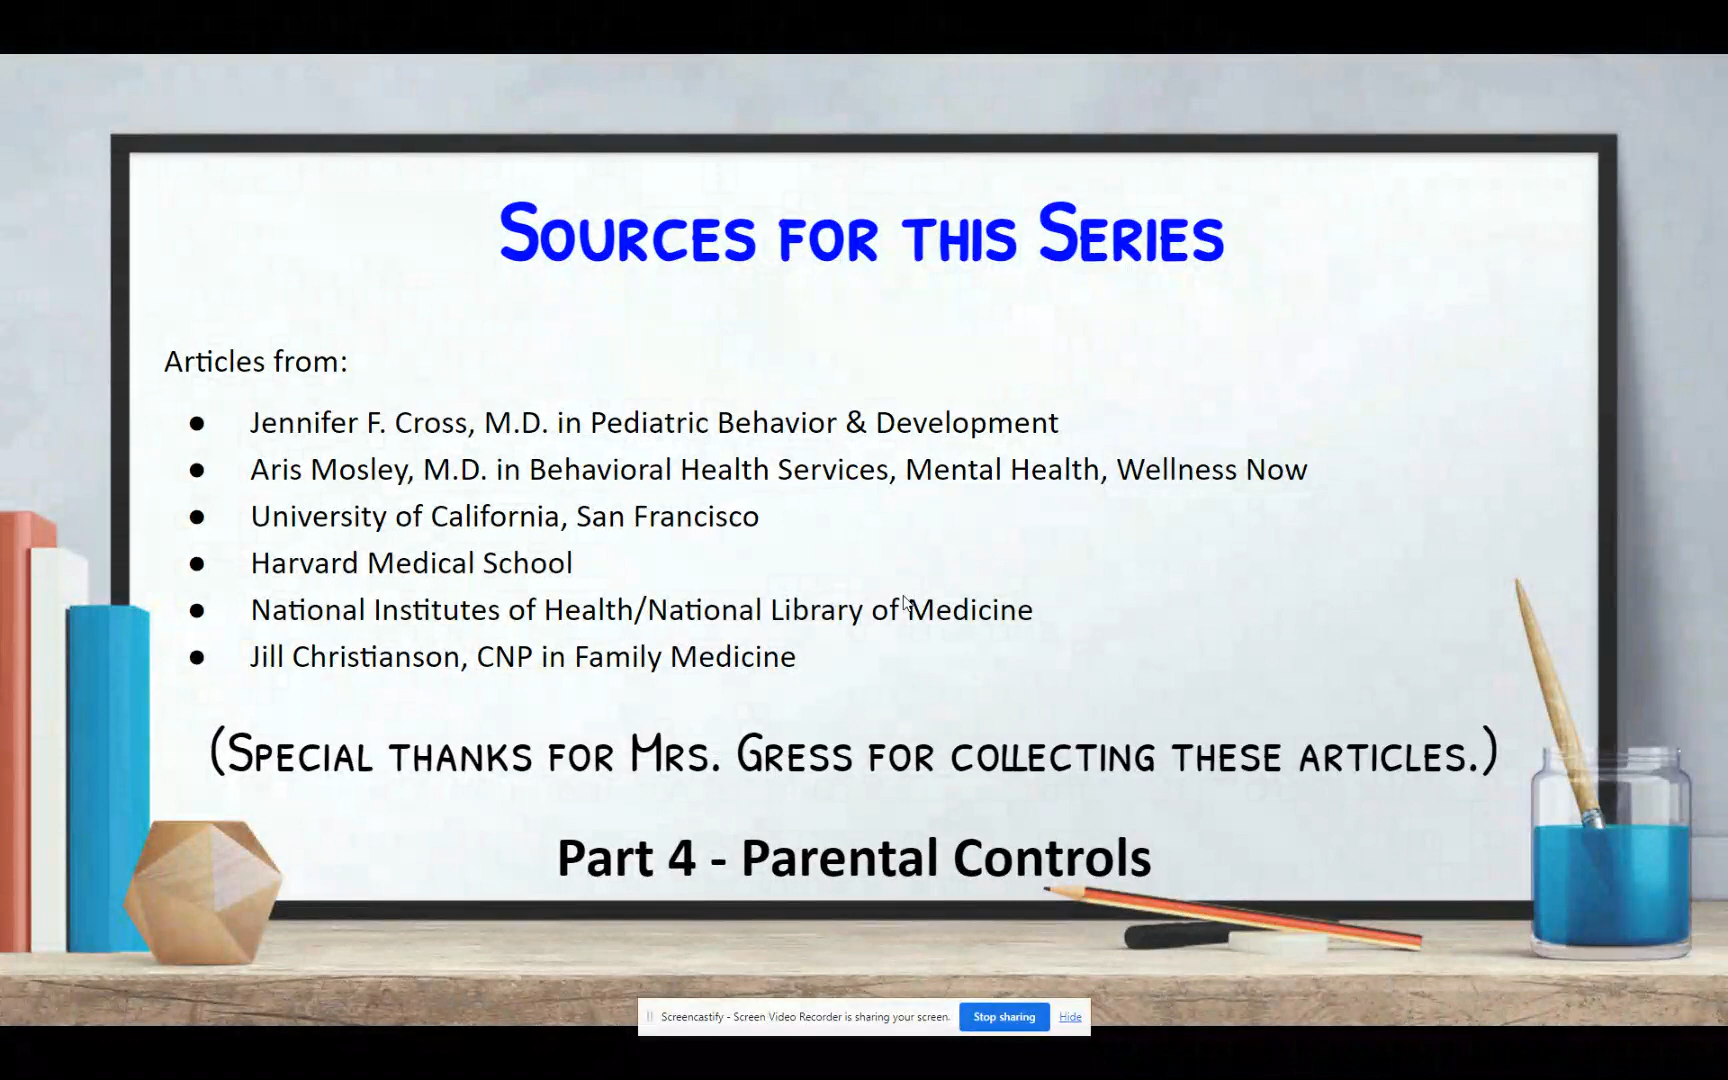 Sources for this Series
Articles from:
● Jennifer F. Cross, M.D. in Pediatric Behavior & Development
● Aris Mosley, M.D. in Behavioral Health Services, Mental Health, Wellness Now
● University of California, San Francisco
● Harvard Medical School
● National Institutes of Health/National Library of Medicine
● Jill Christianson, CNP in Family Medicine
(Special thanks for Mrs. Gress for collecting these articles.)
Part 4 - Parental Controls
Screencastify - Screen Video Recorder is sharing your screen. Stop sharing Hide